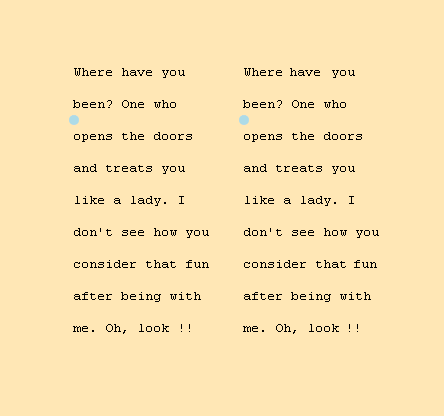 Where have you
been? One who
opens the doors
and treats you
like a lady. I
don't see how you
consider that fun
after being with
me. Oh, look !!
Where have you
been? One who
opens the doors
and treats you
like a lady. I
don't see how you
consider that fun
after being with
me. Oh, look !!